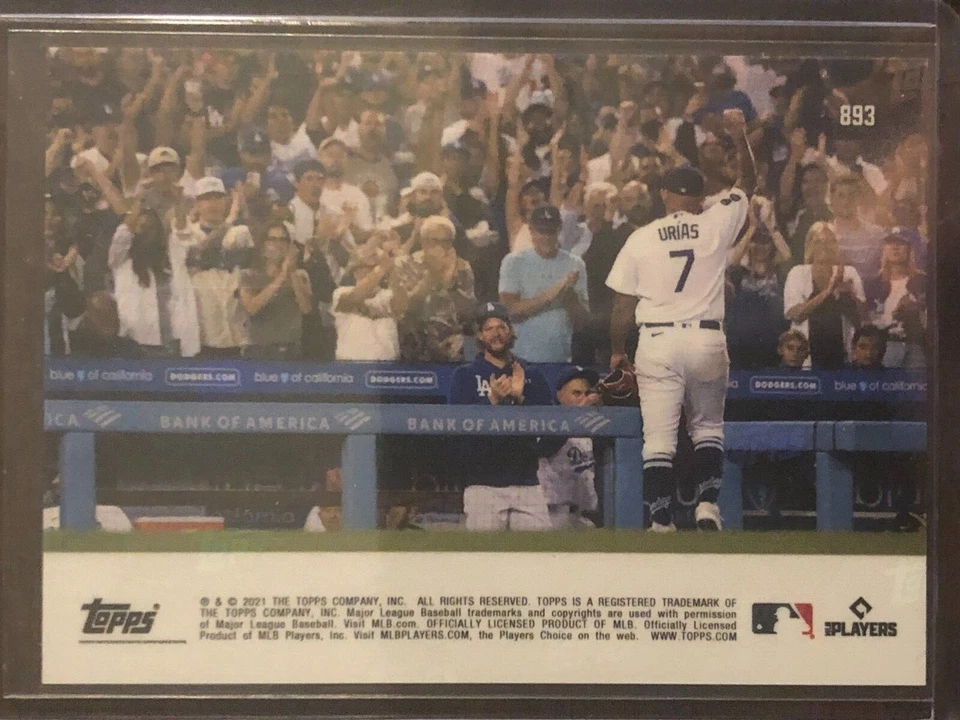 893
URÍAS
7
LA
blue of california DODGERS.COM blue of california DODGERS.COM DODGERS.COM blue of california
ICA BANK OF AMERICA BANK OF AMERICA
california
topps
® & © 2021 THE TOPPS COMPANY, INC. ALL RIGHTS RESERVED. TOPPS IS A REGISTERED TRADEMARK OF
THE TOPPS COMPANY, INC. Major League Baseball trademarks and copyrights are used with permission
of Major League Baseball. Visit MLB.com. OFFICIALLY LICENSED PRODUCT OF MLB. Officially Licensed
Product of MLB Players, Inc. Visit MLBPLAYERS.COM, the Players Choice on the web. WWW.TOPPS.COM
MLB PLAYERS